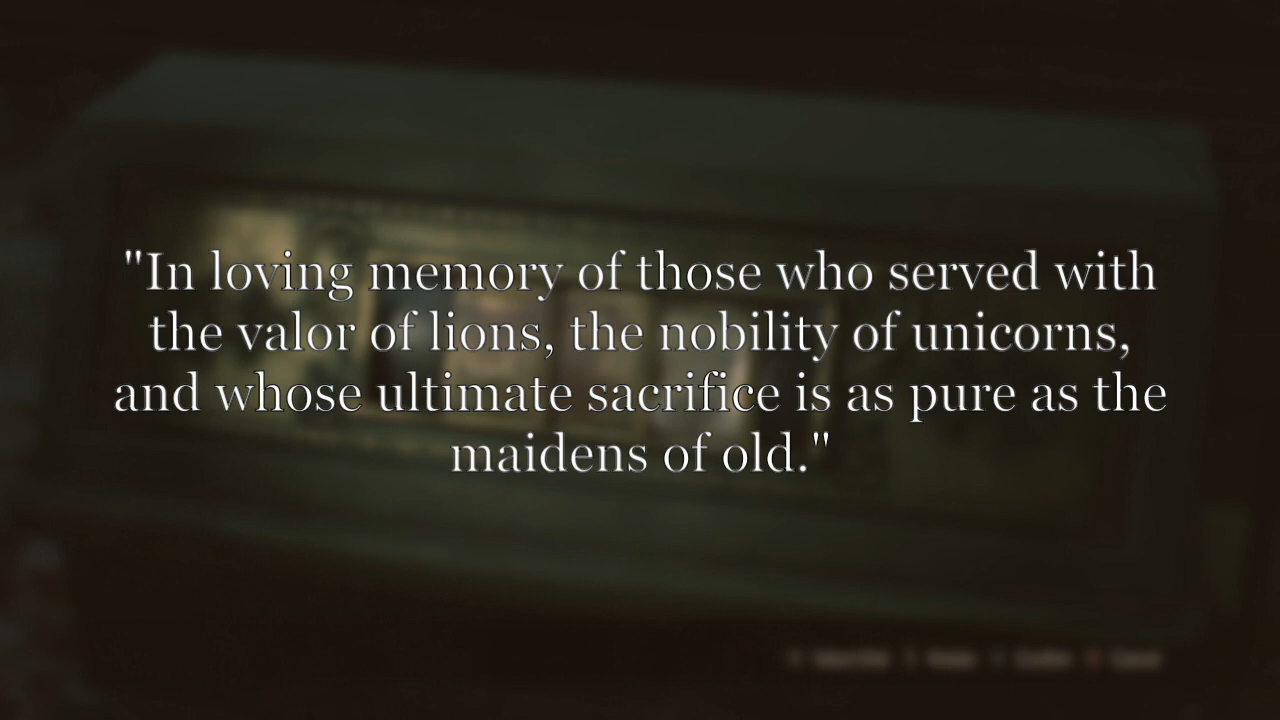 "In loving memory of those who served with
the valor of lions, the nobility of unicorns,
and whose ultimate sacrifice is as pure as the
maidens of old."